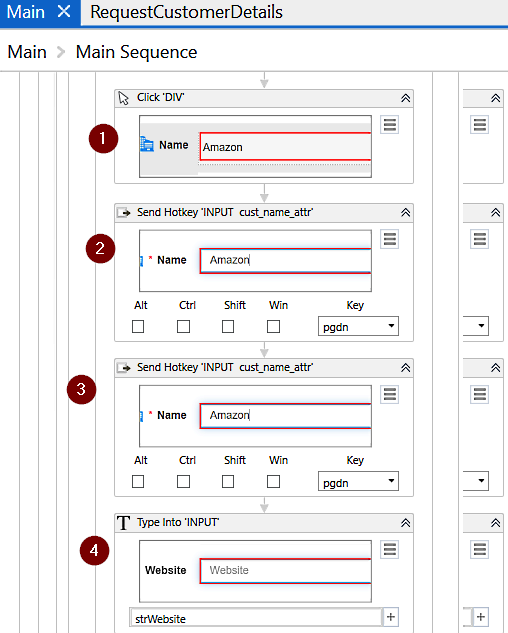 Main × RequestCustomerDetails
Main > Main Sequence
Click 'DIV'
1
Name Amazon
Send Hotkey 'INPUT cust_name_attr'
2
* Name Amazon
Alt Ctrl Shift Win Key
pgdn
Send Hotkey 'INPUT cust_name_attr'
3
* Name Amazon
Alt Ctrl Shift Win Key
pgdn
T Type Into 'INPUT'
4
Website Website
strWebsite +
+